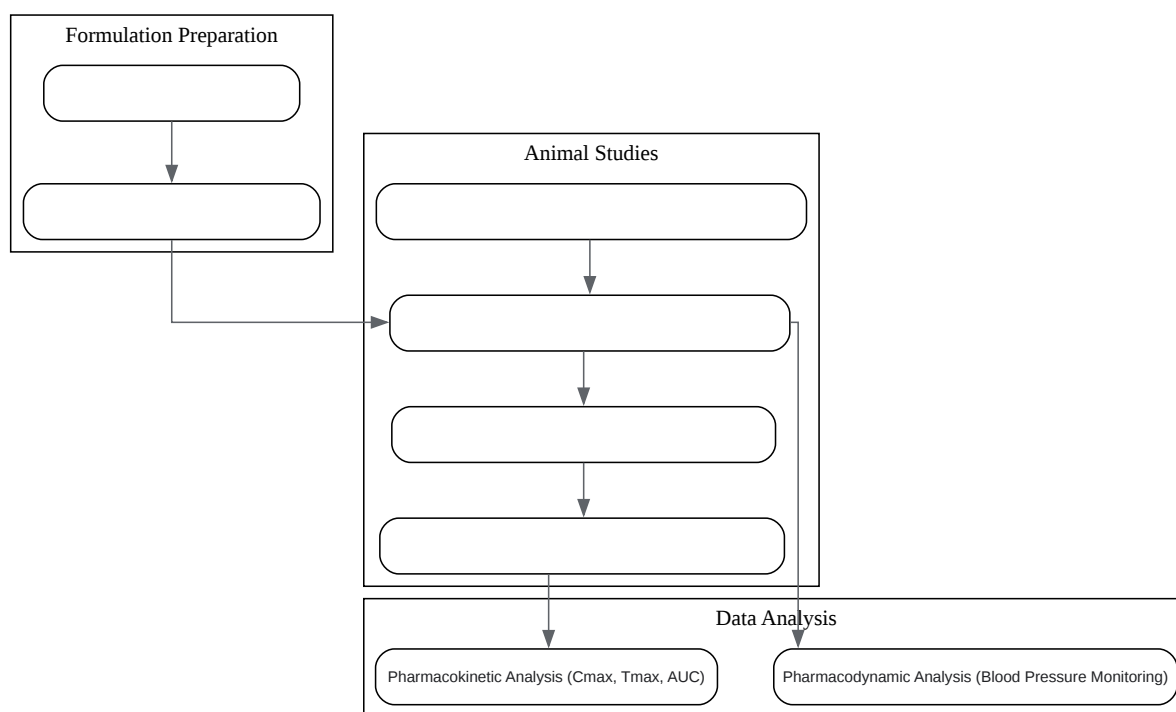 Formulation Preparation
Animal Studies
Data Analysis
Pharmacokinetic Analysis (Cmax, Tmax, AUC)
Pharmacodynamic Analysis (Blood Pressure Monitoring)